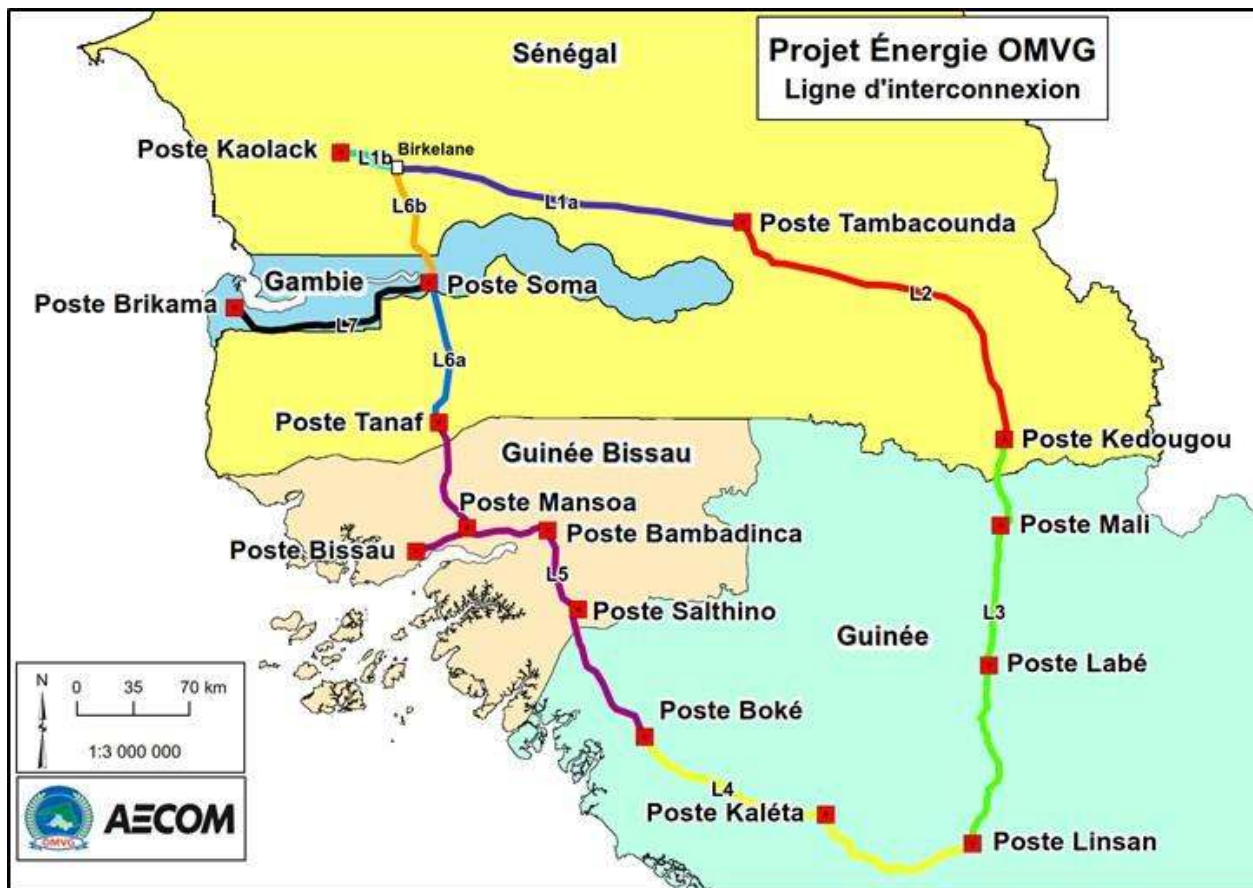 Sénégal
Projet Énergie OMVG
Ligne d'interconnexion
Poste Kaolack
L1b
Birkelane
L6b
L1a
Poste Tambacounda
Gambie
Poste Soma
Poste Brikama
L7
L2
L6a
Poste Tanaf
Poste Kedougou
Guinée Bissau
Poste Mansoa
Poste Mali
Poste Bissau
Poste Bambadinca
L5
Poste Salthino
L3
Guinée
Poste Labé
Poste Boké
L4
Poste Kaléta
Poste Linsan
N
0 35 70 km
1:3 000 000
OMVG
AECOM